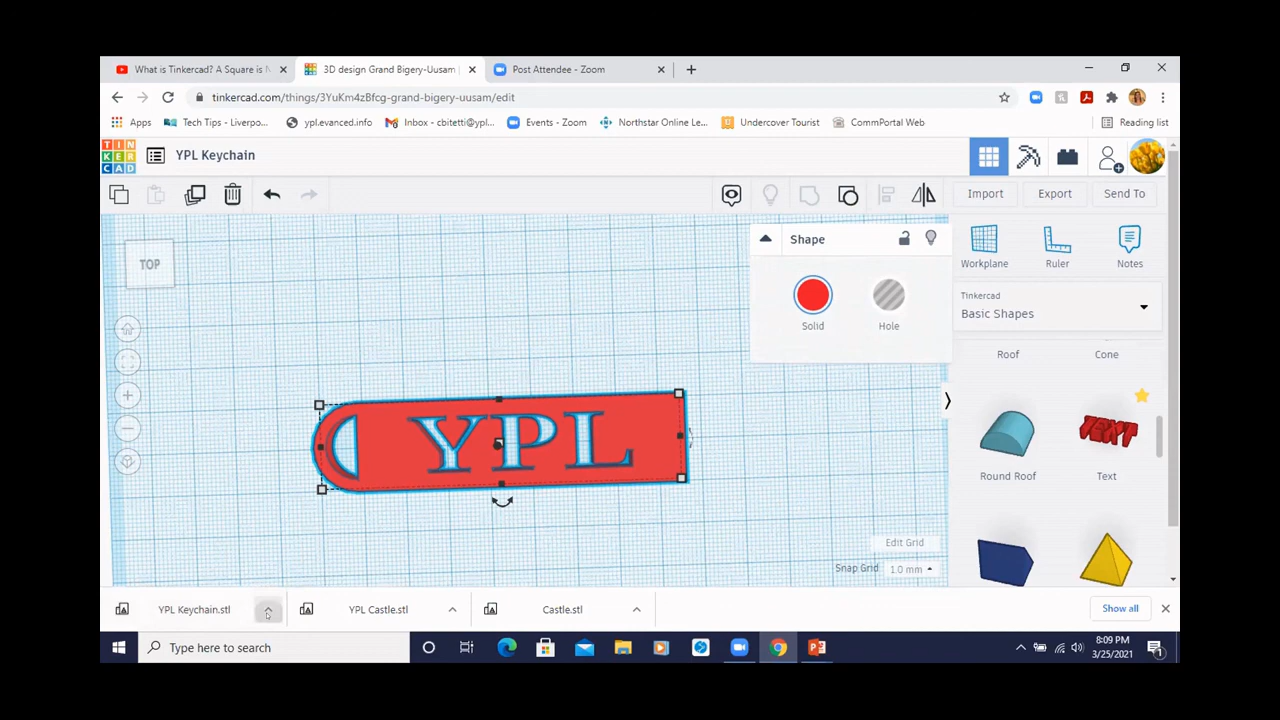 What is Tinkercad? A Square is N
3D design Grand Bigery-Uusam
Post Attendee - Zoom
tinkercad.com/things/3YuKm4zBfcg-grand-bigery-uusam/edit
Apps
Tech Tips - Liverpo...
ypl.evanced.info
Inbox - cbitetti@ypl...
Events - Zoom
Northstar Online Le...
Undercover Tourist
CommPortal Web
Reading list
TIN
KER
CAD
YPL Keychain
Import
Export
Send To
TOP
Shape
Solid
Hole
Workplane
Ruler
Notes
Tinkercad
Basic Shapes
Roof
Cone
YPL
TEXT
Round Roof
Text
Edit Grid
Snap Grid
1.0 mm
YPL Keychain.stl
YPL Castle.stl
Castle.stl
Show all
Type here to search
8:09 PM
3/25/2021
1